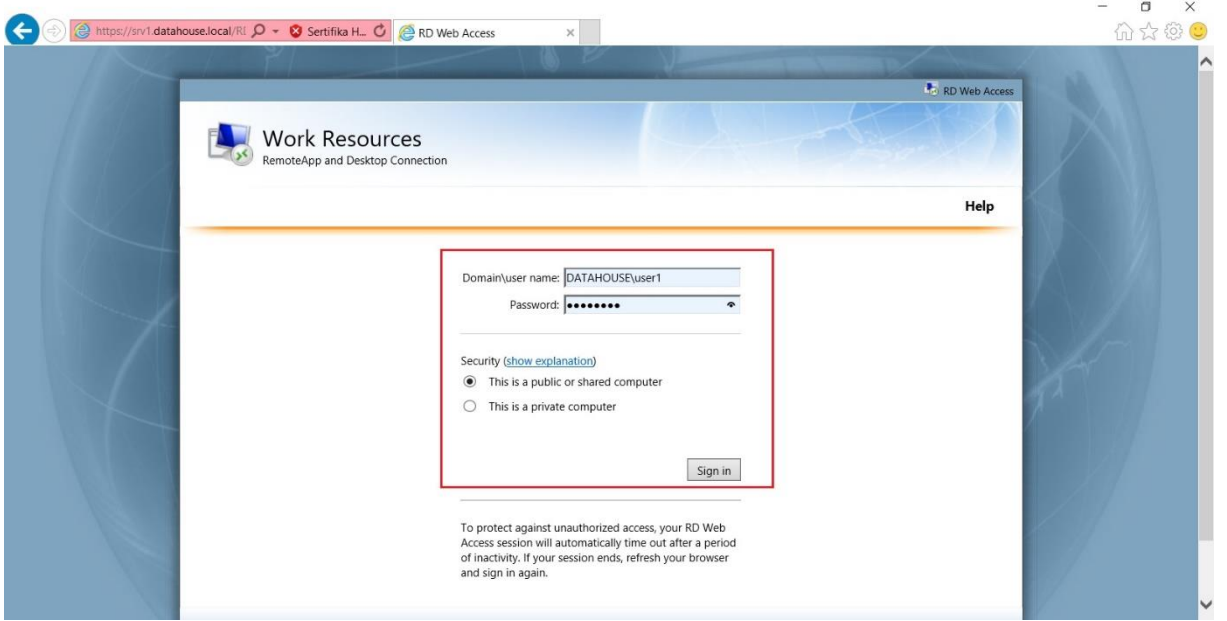 https://srv1.datahouse.local/RI
Sertifika H...
RD Web Access
RD Web Access
Work Resources
RemoteApp and Desktop Connection
Help
Domain\user name: DATAHOUSE\user1
Password: ●●●●●●●●
Security (show explanation)
This is a public or shared computer
This is a private computer
Sign in
To protect against unauthorized access, your RD Web
Access session will automatically time out after a period
of inactivity. If your session ends, refresh your browser
and sign in again.